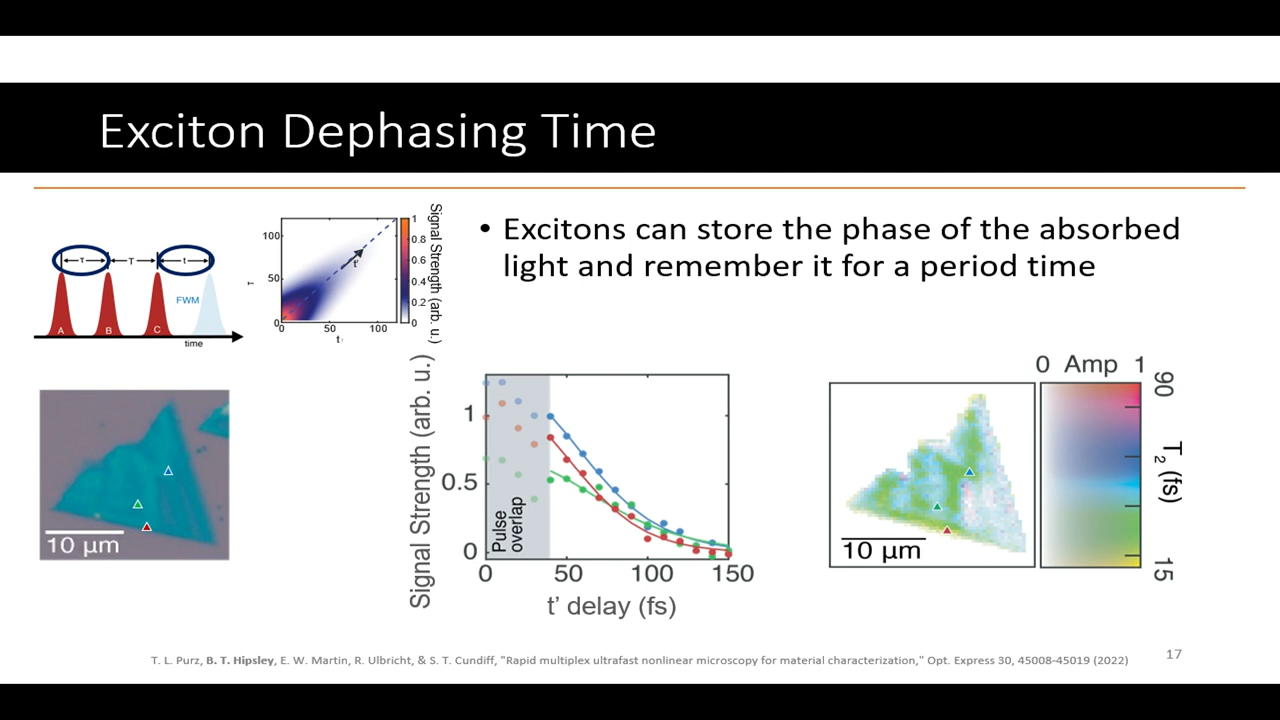 Exciton Dephasing Time
τ
T
t
FWM
A
B
C
time
100
50
0
τ
t'
0
50
100
t
1
0.8
0.6
0.4
0.2
0
Signal Strength (arb. u.)
• Excitons can store the phase of the absorbed
light and remember it for a period time
10 μm
Signal Strength (arb. u.)
1
0.5
0
Pulse
overlap
0
50
100
150
t' delay (fs)
10 μm
0 Amp 1
90
T2 (fs)
15
T. L. Purz, B. T. Hipsley, E. W. Martin, R. Ulbricht, & S. T. Cundiff, "Rapid multiplex ultrafast nonlinear microscopy for material characterization," Opt. Express 30, 45008-45019 (2022)
17